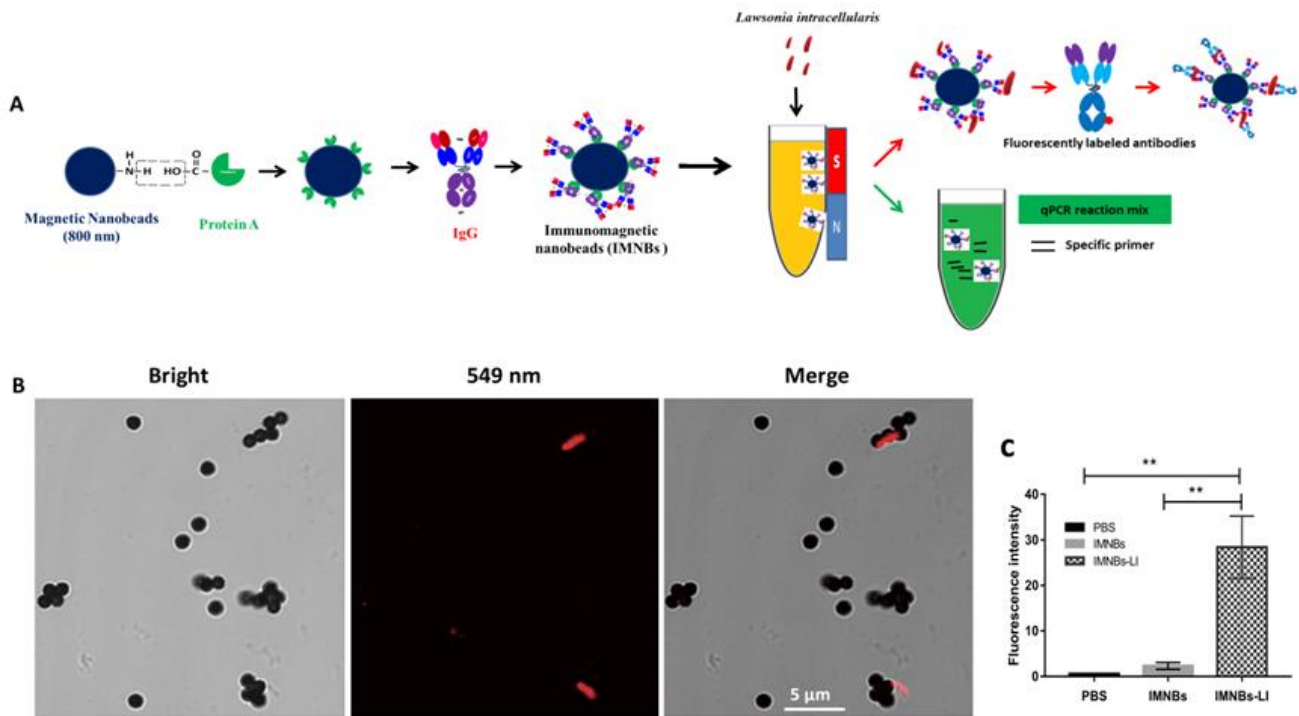 A
Lawsonia intracellularis
H
N
H
HO
C
O
Magnetic Nanobeads
(800 nm)
Protein A
IgG
Immunomagnetic
nanobeads (IMNBs )
S
N
Fluorescently labeled antibodies
qPCR reaction mix
Specific primer
B
Bright
549 nm
Merge
5 μm
C
**
**
Fluorescence intensity
40
30
20
10
0
PBS
IMNBs
IMNBs-LI
PBS
IMNBs
IMNBs-LI